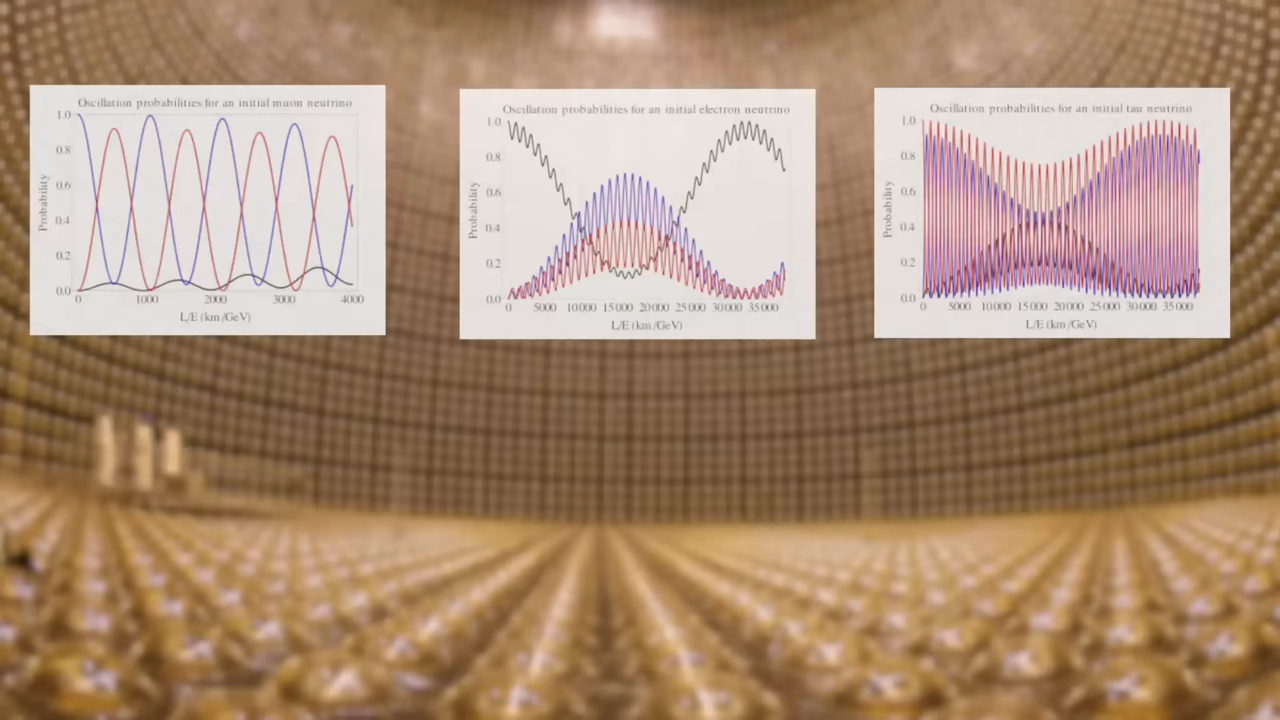 Oscillation probabilities for an initial muon neutrino
1.0
0.8
0.6
0.4
0.2
0.0
Probability
0 1000 2000 3000 4000
L/E (km/GeV)
Oscillation probabilities for an initial electron neutrino
1.0
0.8
0.6
0.4
0.2
0.0
Probability
0 5000 10000 15000 20000 25000 30000 35000
L/E (km/GeV)
Oscillation probabilities for an initial tau neutrino
1.0
0.8
0.6
0.4
0.2
0.0
Probability
0 5000 10000 15000 20000 25000 30000 35000
L/E (km/GeV)